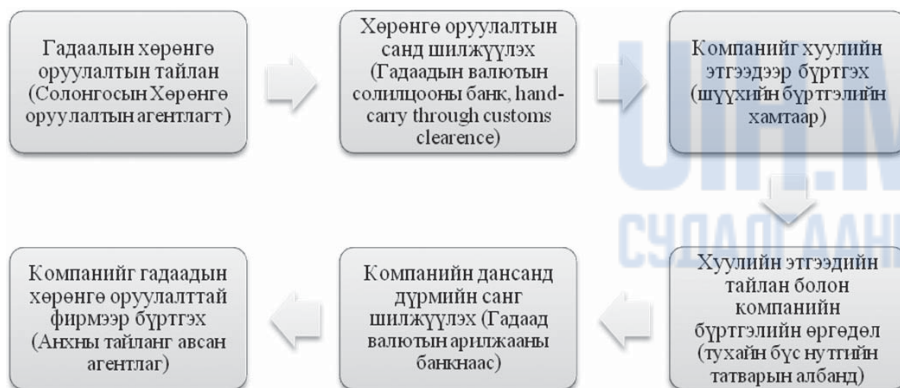 Гадаалын хөрөнгө
оруулалтын тайлан
(Солонгосын Хөрөнгө
оруулалтын агентлагт)
Хөрөнгө оруулалтын
санд шилжүүлэх
(Гадаадын валютын
солилцооны банк, hand-
carry through customs
clearence)
Компанийг хуулийн
этгээдээр бүртгэх
(шүүхийн бүртгэлийн
хамтаар)
Хуулийн этгээдийн
тайлан болон
компанийн
бүртгэлийн өргөдөл
(тухайн бүс нутгийн
татварын албанд)
Компанийн дансанд
дүрмийн санг
шилжүүлэх (Гадаад
валютын арилжааны
банкнаас)
Компанийг гадаадын
хөрөнгө оруулалттай
фирмээр бүртгэх
(Анхны тайланг авсан
агентлаг)